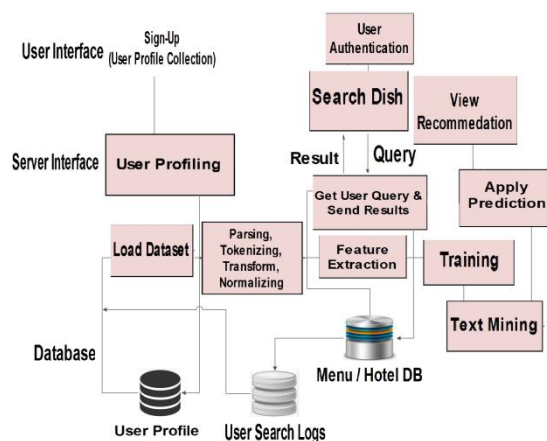 User Interface
Sign-Up
(User Profile Collection)
User
Authentication
Search Dish
View
Recommedation
Result
Query
Server Interface
User Profiling
Get User Query &
Send Results
Apply
Prediction
Load Dataset
Parsing,
Tokenizing,
Transform,
Normalizing
Feature
Extraction
Training
Text Mining
Database
Menu / Hotel DB
User Profile
User Search Logs